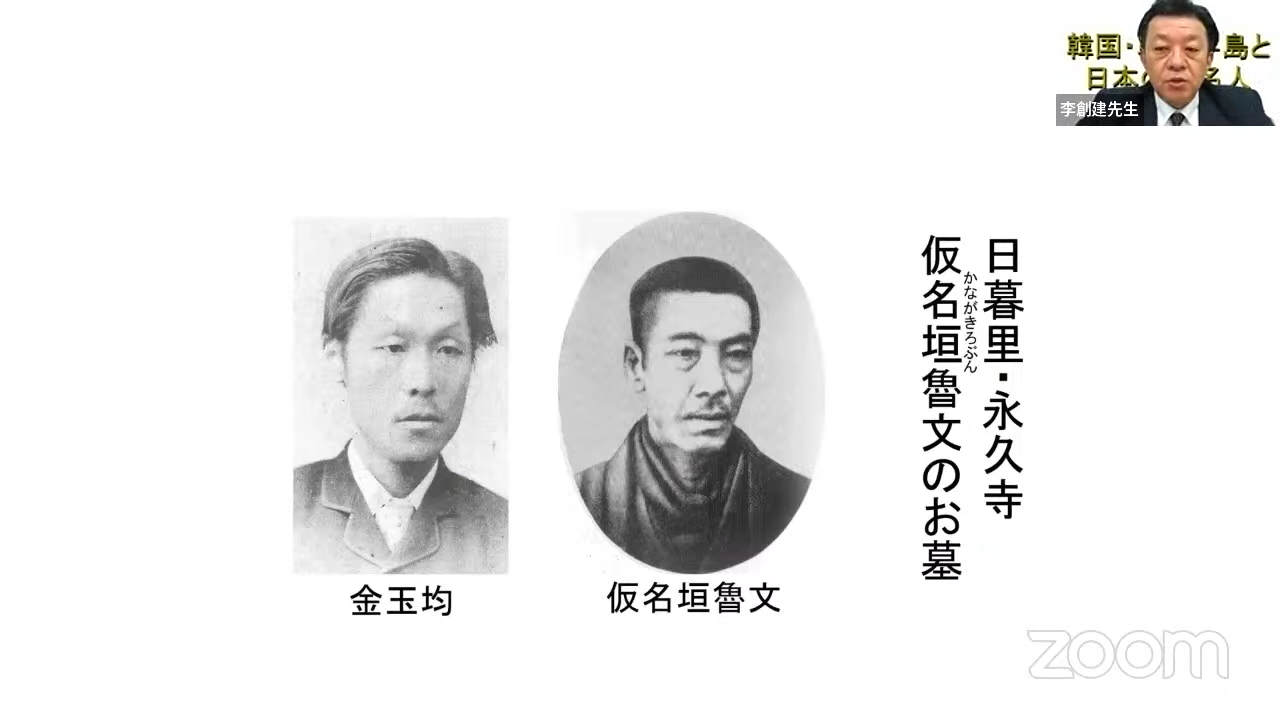 日暮里・永久寺
仮名垣魯文のお墓
かながきろぶん
金玉均
仮名垣魯文
韓国・
島と
日本
人
李創建先生
zoom